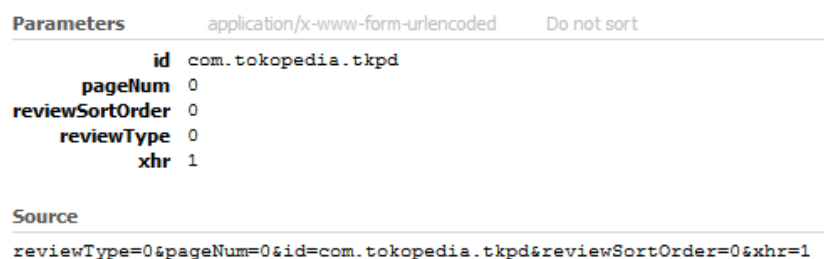 Parameters application/x-www-form-urlencoded Do not sort
id com.tokopedia.tkpd
pageNum 0
reviewSortOrder 0
reviewType 0
xhr 1
Source
reviewType=0&pageNum=0&id=com.tokopedia.tkpd&reviewSortOrder=0&xhr=1